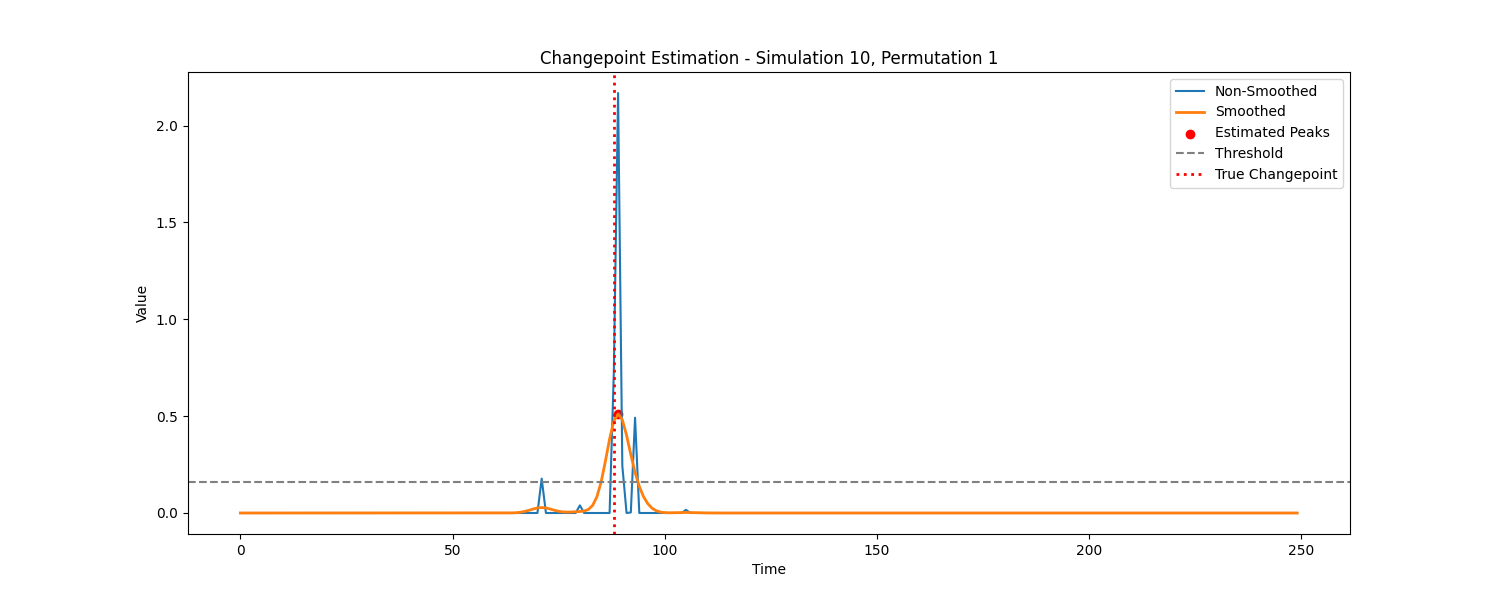 Changepoint Estimation - Simulation 10, Permutation 1
Non-Smoothed
Smoothed
Estimated Peaks
Threshold
True Changepoint
2.0
1.5
1.0
0.5
0.0
Value
0 50 100 150 200 250
Time